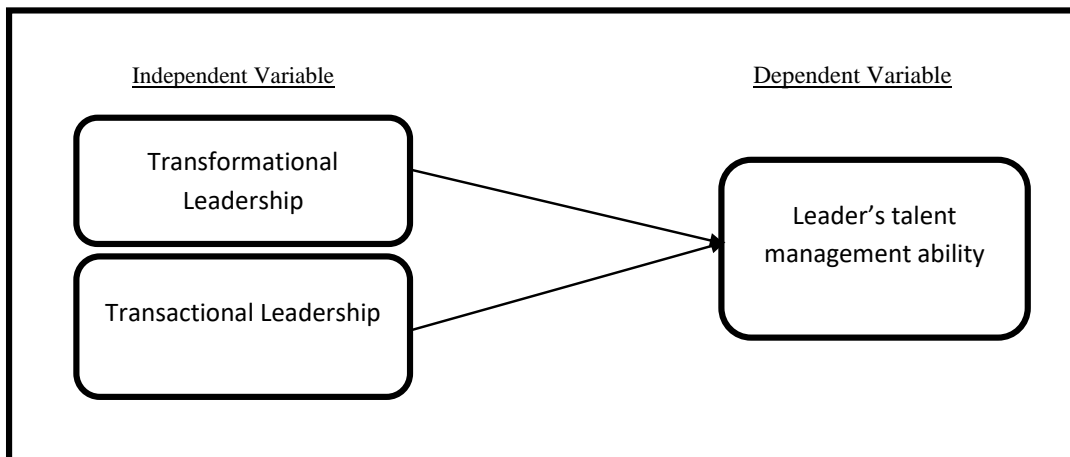 Independent Variable
Dependent Variable
Transformational
Leadership
Transactional Leadership
Leader’s talent
management ability